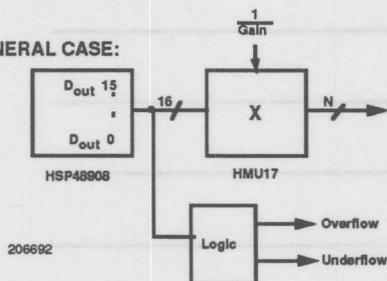 1
Gain
NERAL CASE:
Dout 15
:
Dout 0
16
X
N
HSP48908
HMU17
Logic
Overflow
Underflow
206692